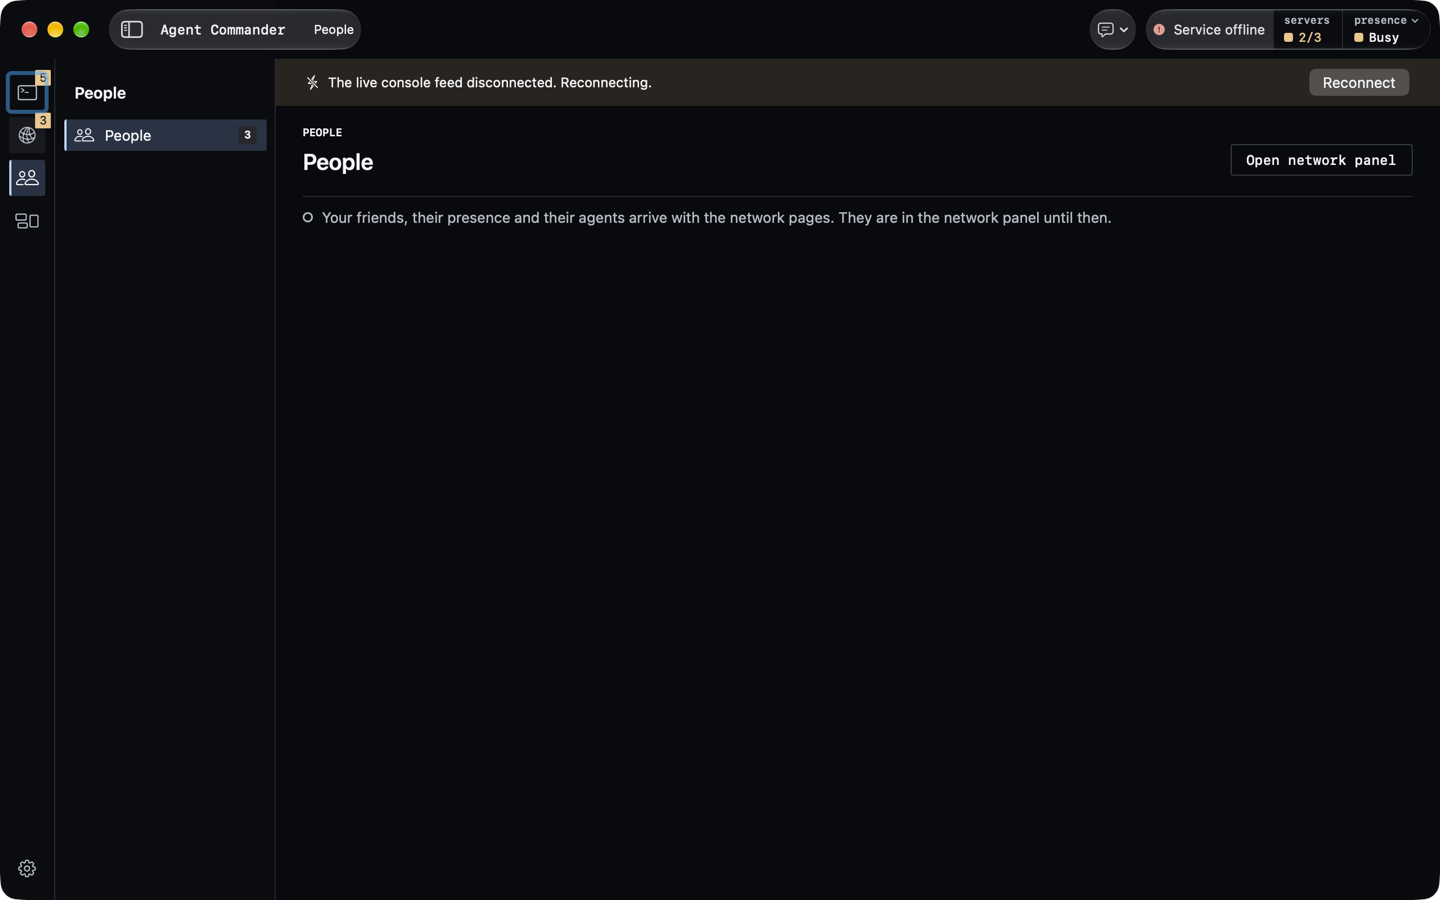 Agent Commander People
Service offline
servers
2/3
presence
Busy
5
3
People
People 3
The live console feed disconnected. Reconnecting.
Reconnect
PEOPLE
People
Open network panel
Your friends, their presence and their agents arrive with the network pages. They are in the network panel until then.